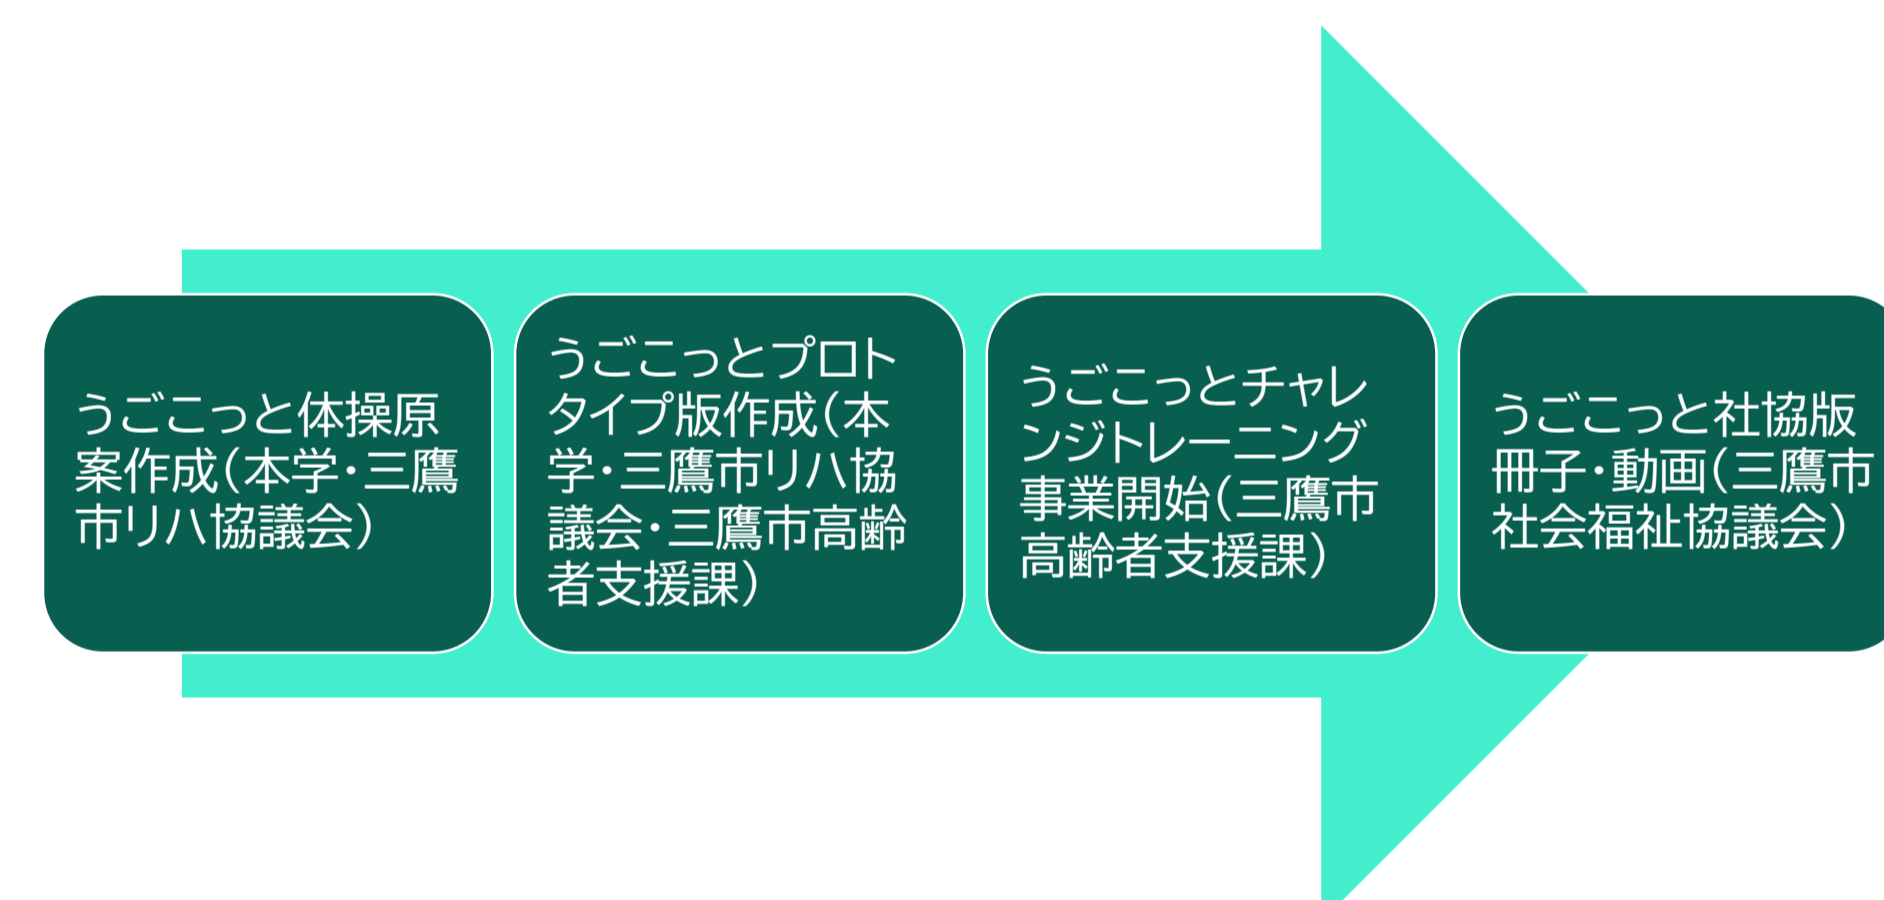 うごこっと体操原
案作成(本学・三鷹
市リハ協議会)
うごこっとプロト
タイプ版作成(本
学・三鷹市リハ協
議会・三鷹市高齢
者支援課)
うごこっとチャレ
ンジトレーニング
事業開始(三鷹市
高齢者支援課)
うごこっと社協版
冊子・動画(三鷹市
社会福祉協議会)